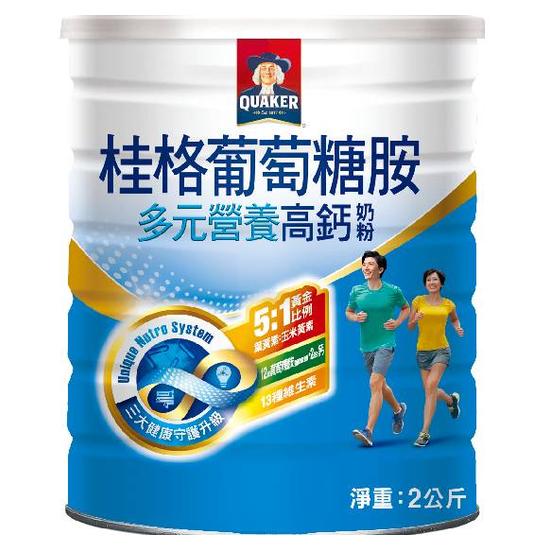 QUAKER
桂格葡萄糖胺
多元營養高鈣奶粉
Unique Nutro System
三大健康守護升級
5:1黃金比例
葉黃素:玉米黃素
13種維生素
淨重:2公斤